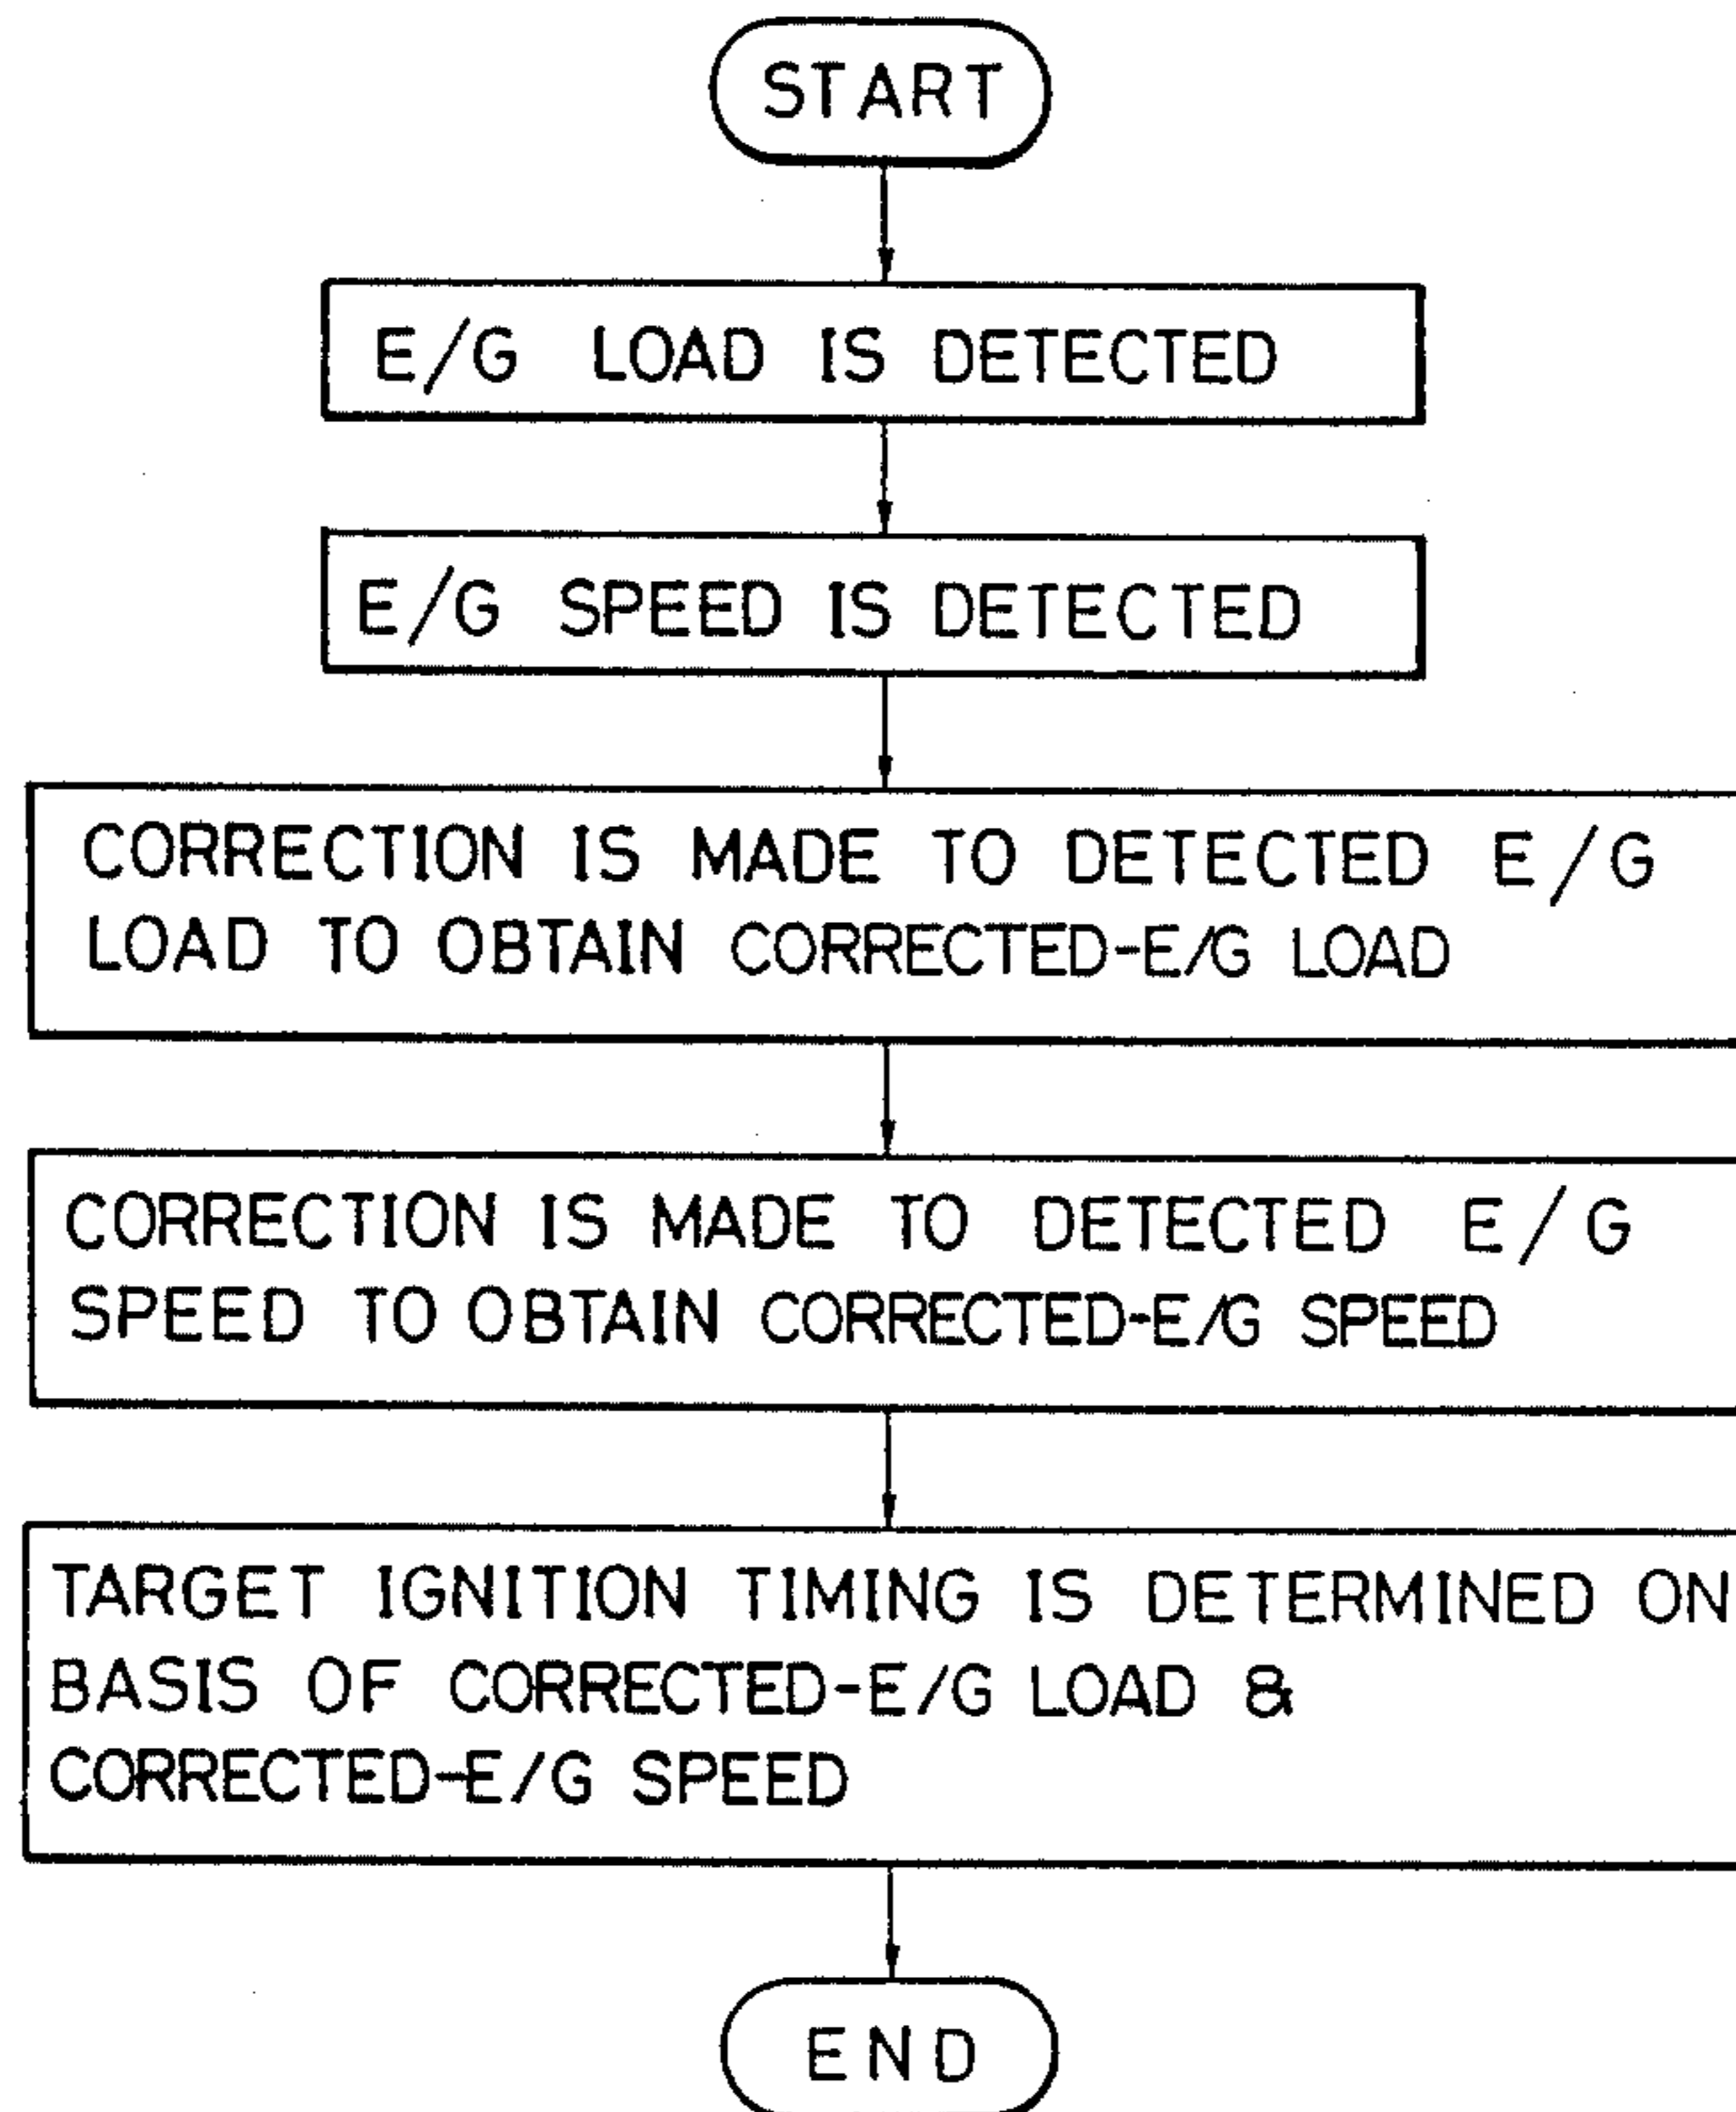 START
E/G LOAD IS DETECTED
E/G SPEED IS DETECTED
CORRECTION IS MADE TO DETECTED E/G
LOAD TO OBTAIN CORRECTED-E/G LOAD
CORRECTION IS MADE TO DETECTED E/G
SPEED TO OBTAIN CORRECTED-E/G SPEED
TARGET IGNITION TIMING IS DETERMINED ON
BASIS OF CORRECTED-E/G LOAD &
CORRECTED-E/G SPEED
END